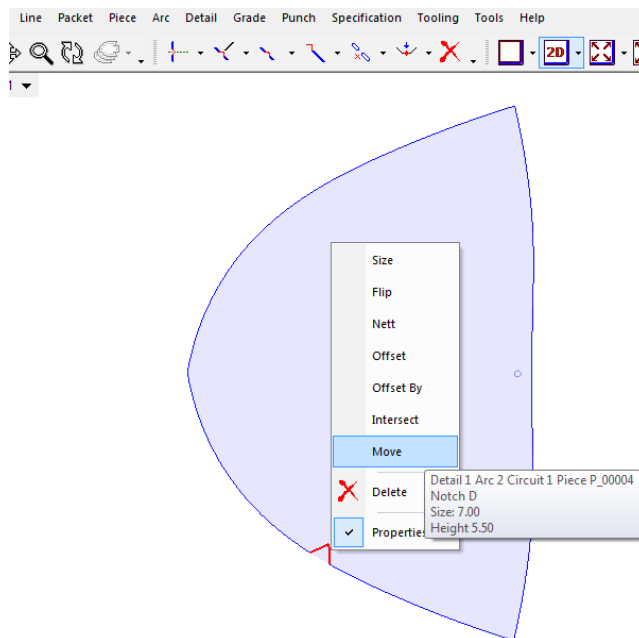 Line Packet Piece Arc Detail Grade Punch Specification Tooling Tools Help
2D
1
Size
Flip
Nett
Offset
Offset By
Intersect
Move
Delete
Properties
Detail 1 Arc 2 Circuit 1 Piece P_00004
Notch D
Size: 7.00
Height 5.50